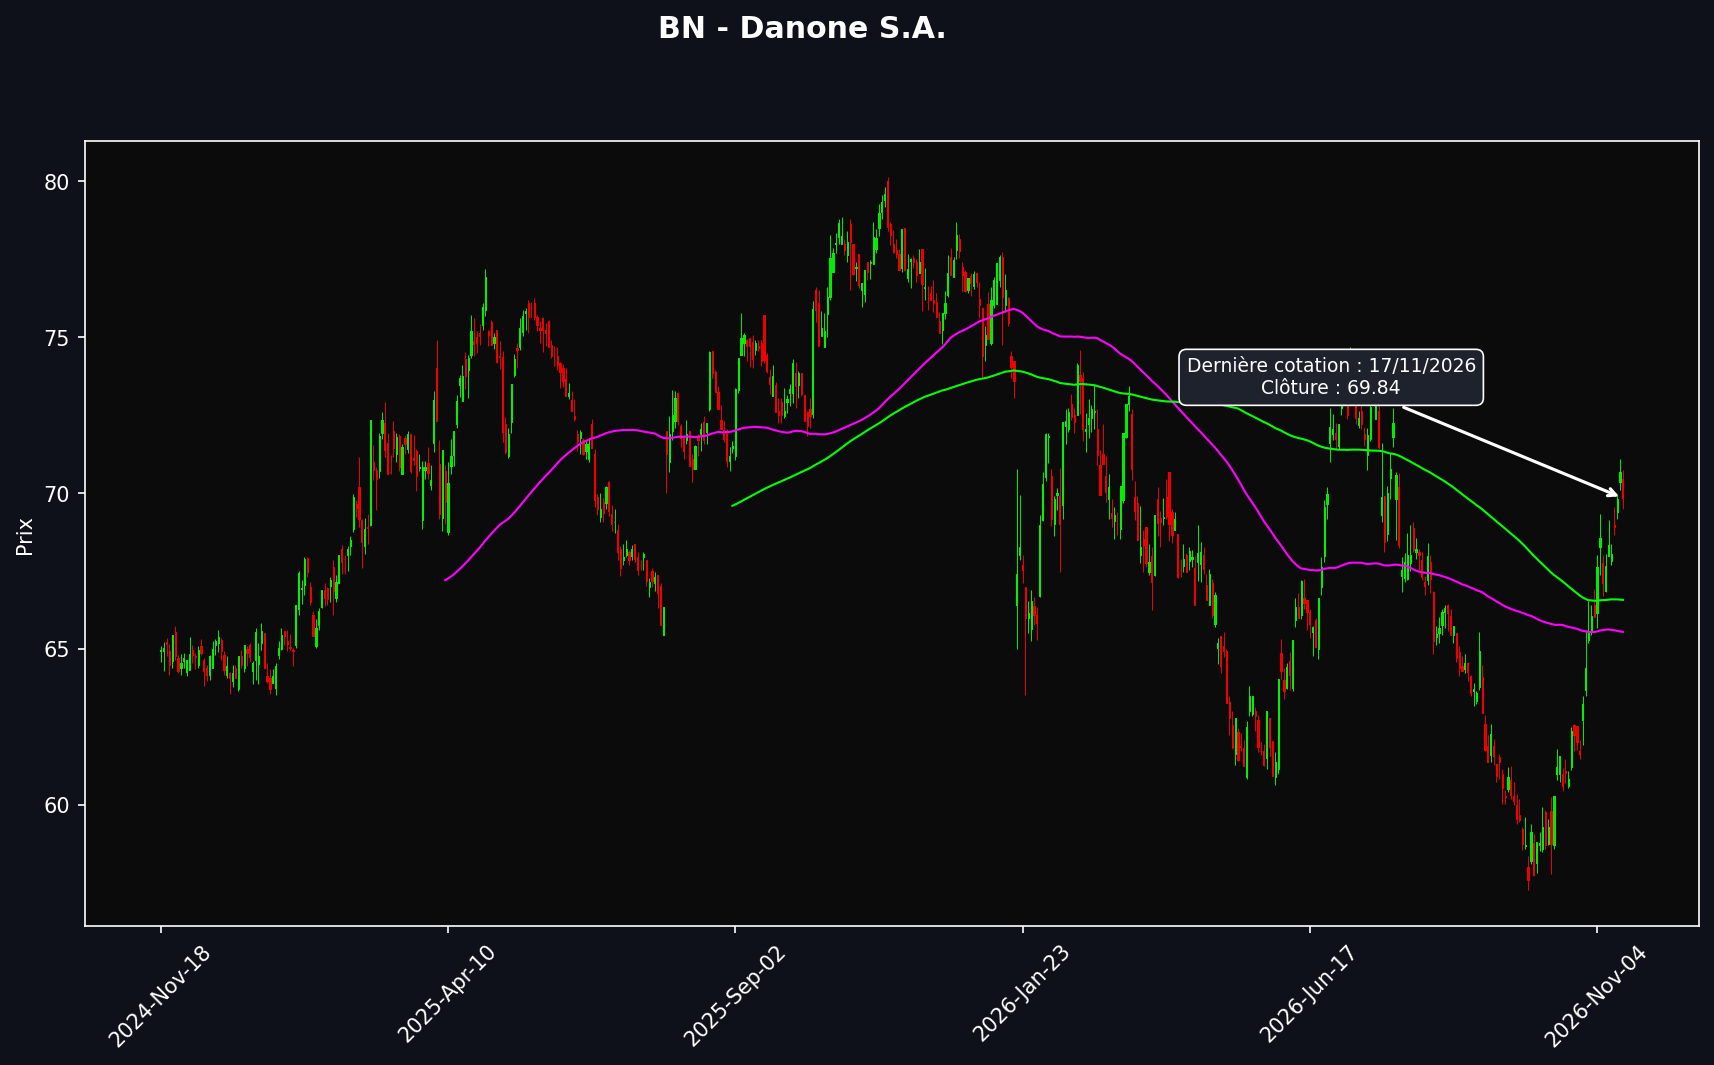 BN - Danone S.A.
Prix
80
75
70
65
60
Dernière cotation : 17/11/2026
Clôture : 69.84
2024-Nov-18
2025-Apr-10
2025-Sep-02
2026-Jan-23
2026-Jun-17
2026-Nov-04